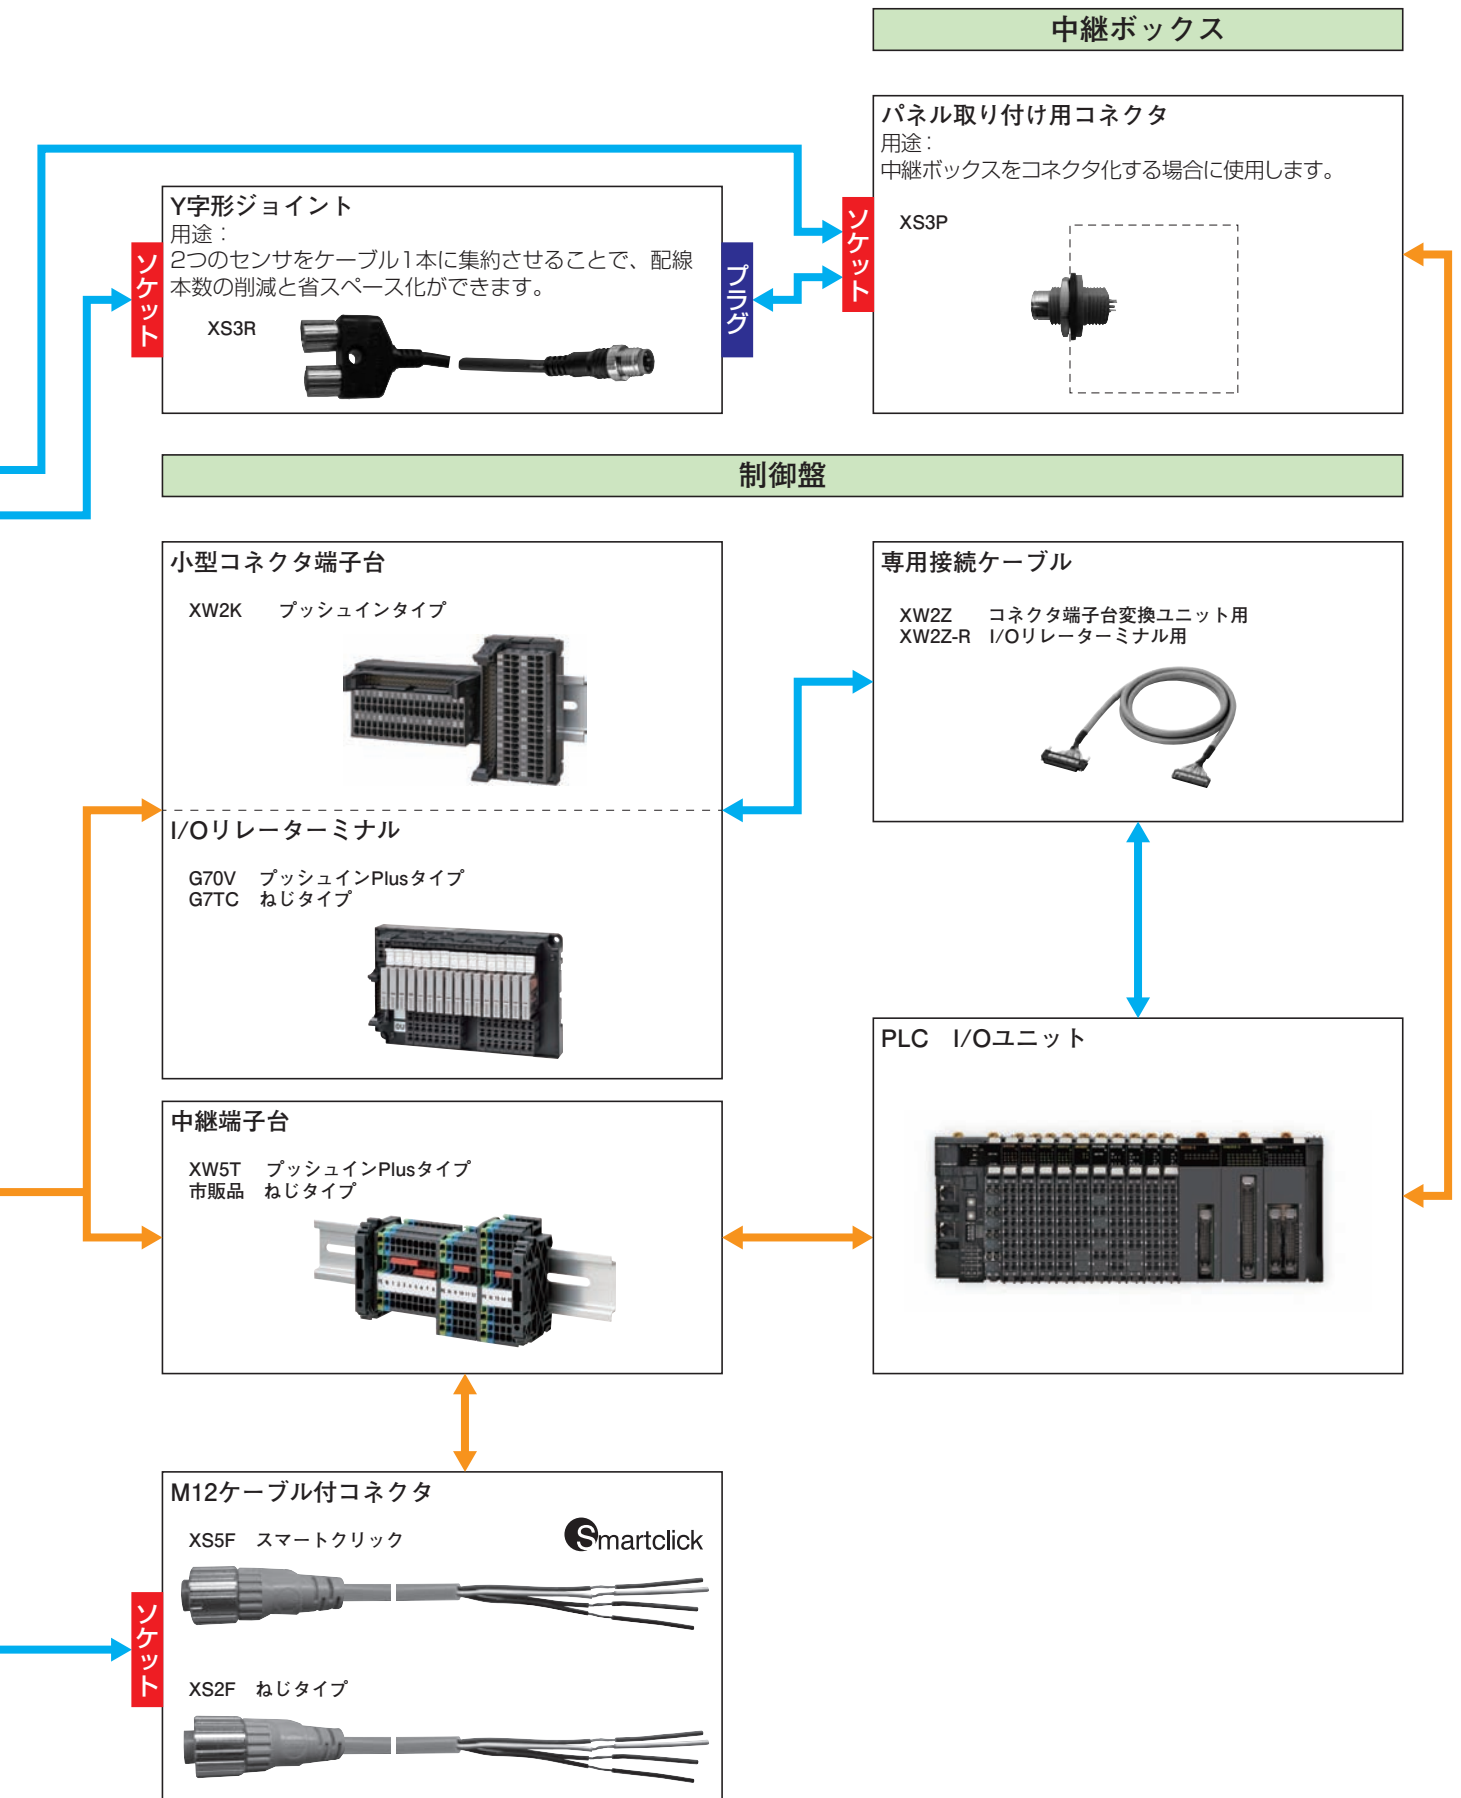 中継ボックス
パネル取り付け用コネクタ
用途：
中継ボックスをコネクタ化する場合に使用します。
XS3P
ソケット
Y字形ジョイント
用途：
2つのセンサをケーブル1本に集約させることで、配線
本数の削減と省スペース化ができます。
XS3R
ソケット
プラグ
制御盤
小型コネクタ端子台
XW2K プッシュインタイプ
専用接続ケーブル
XW2Z コネクタ端子台変換ユニット用
XW2Z-R I/Oリレーターミナル用
I/Oリレーターミナル
G70V プッシュインPlusタイプ
G7TC ねじタイプ
PLC I/Oユニット
中継端子台
XW5T プッシュインPlusタイプ
市販品 ねじタイプ
M12ケーブル付コネクタ
XS5F スマートクリック
Smartclick
ソケット
XS2F ねじタイプ